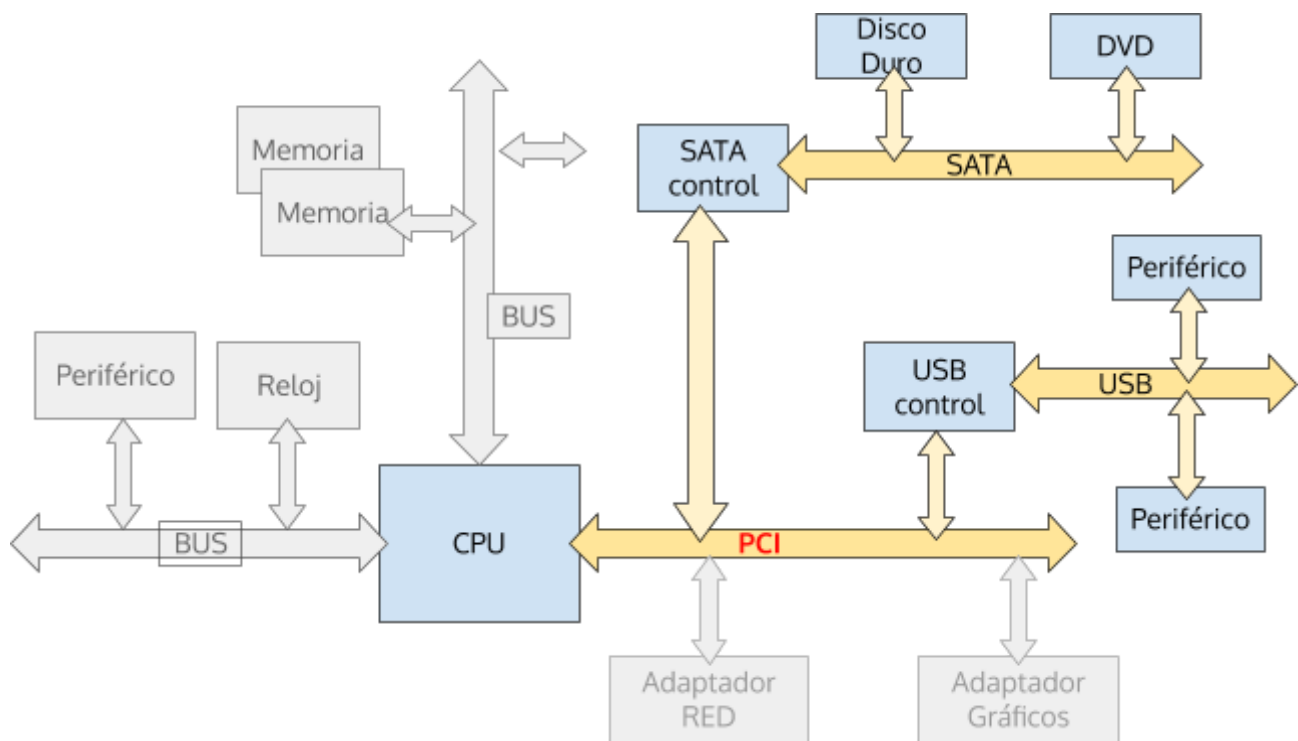 Disco
Duro
DVD
Memoria
Memoria
SATA
control
SATA
BUS
Periférico
Periférico
Reloj
USB
control
USB
Periférico
BUS
CPU
PCI
Adaptador
RED
Adaptador
Gráficos